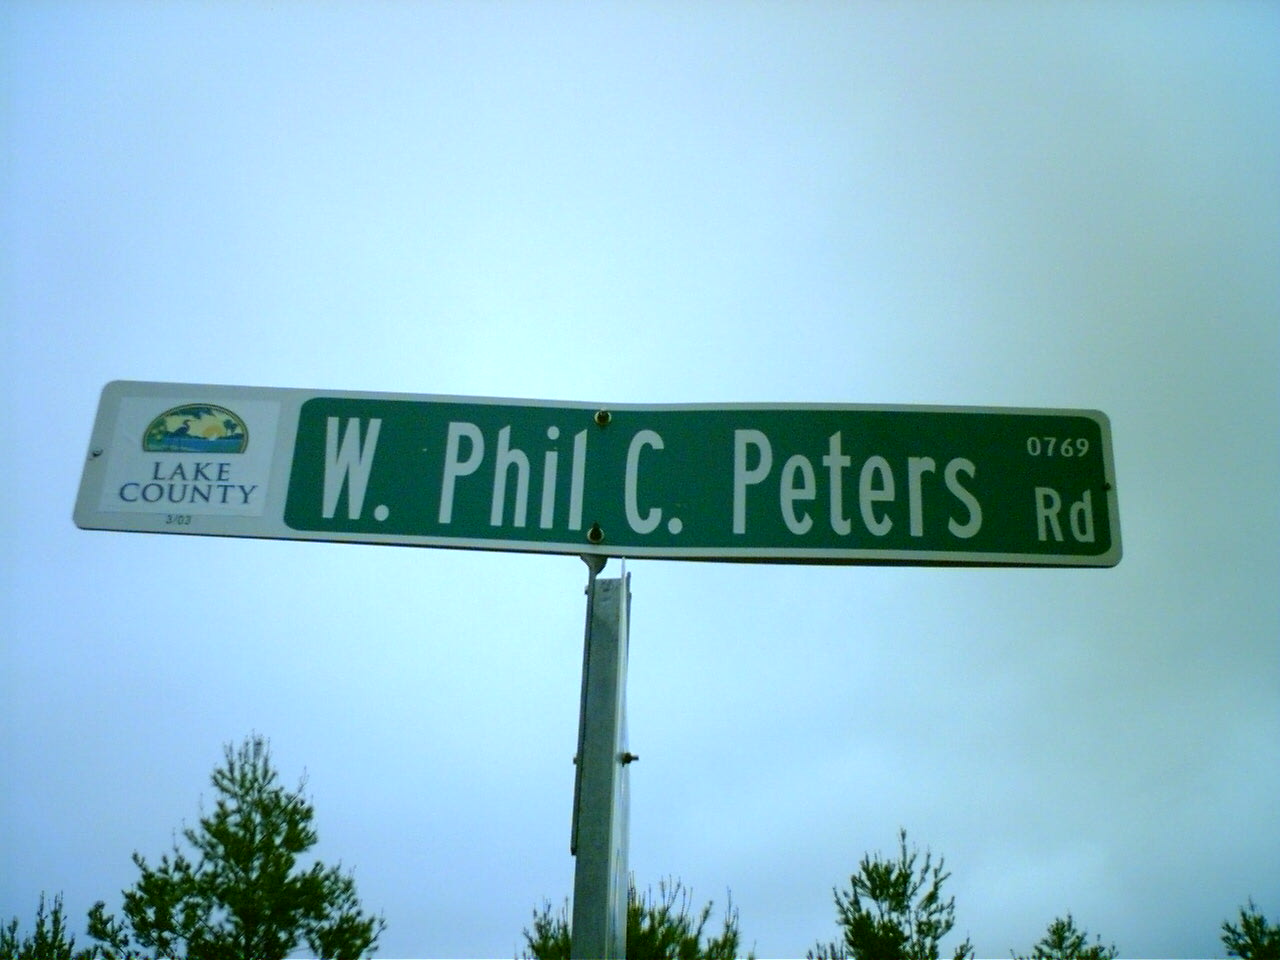 LAKE
COUNTY
3/03
W. Phil C. Peters Rd
0769